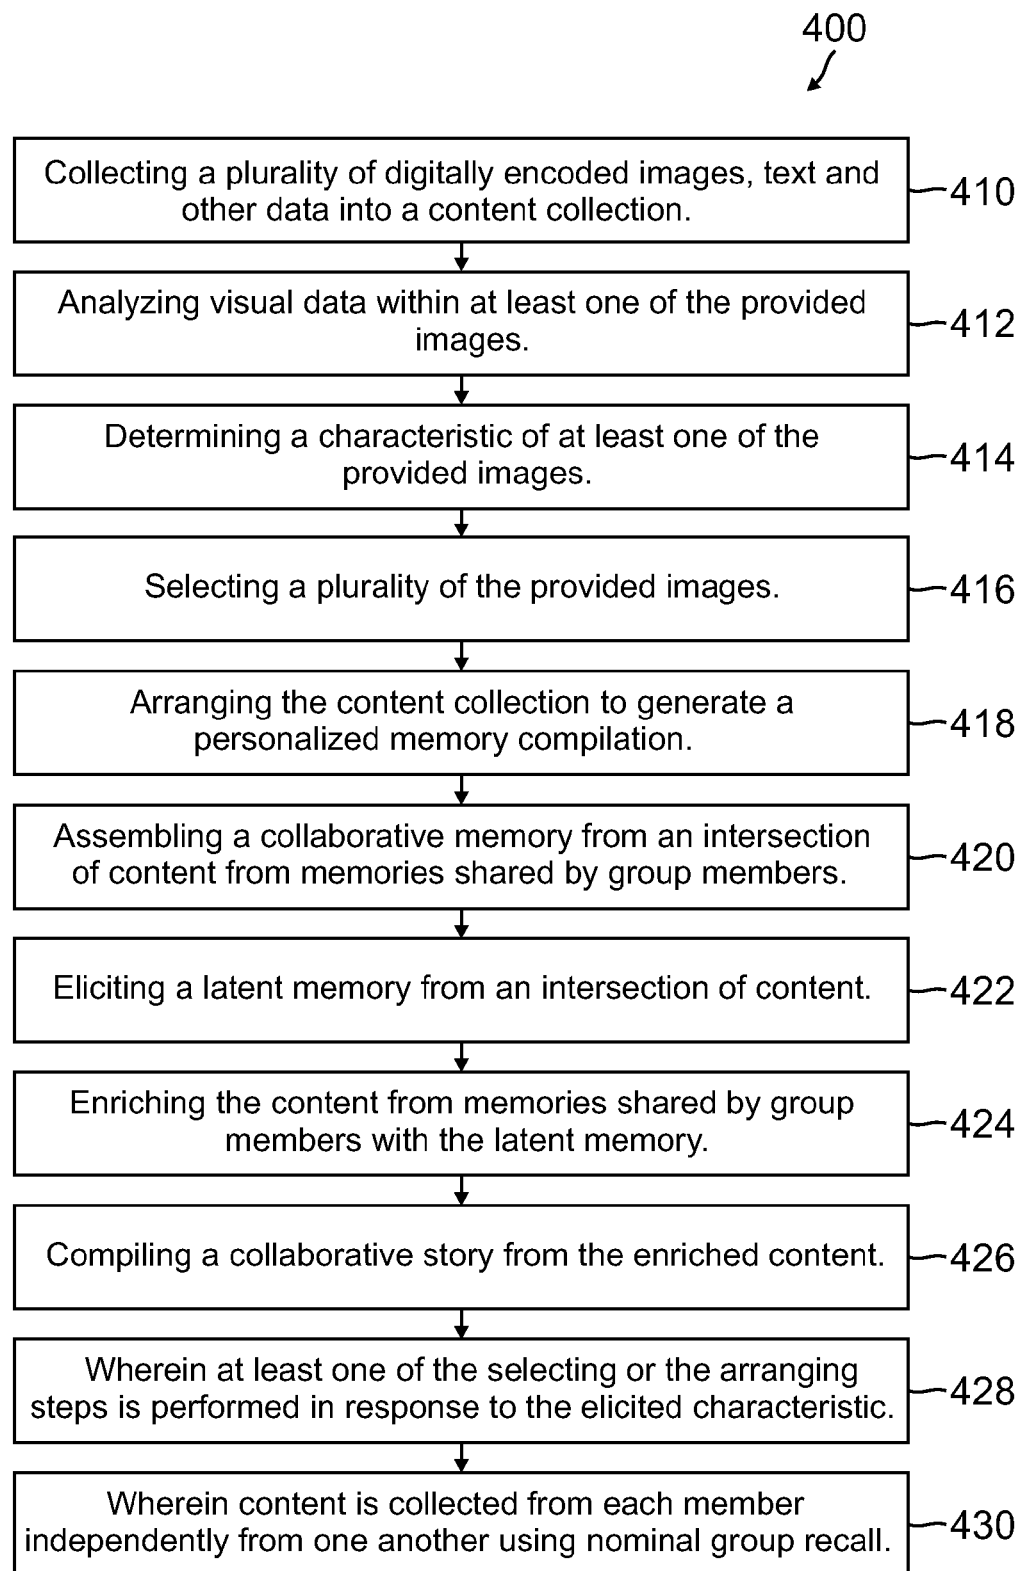 400
Collecting a plurality of digitally encoded images, text and
other data into a content collection.
410
Analyzing visual data within at least one of the provided
images.
412
Determining a characteristic of at least one of the
provided images.
414
Selecting a plurality of the provided images.
416
Arranging the content collection to generate a
personalized memory compilation.
418
Assembling a collaborative memory from an intersection
of content from memories shared by group members.
420
Eliciting a latent memory from an intersection of content.
422
Enriching the content from memories shared by group
members with the latent memory.
424
Compiling a collaborative story from the enriched content.
426
Wherein at least one of the selecting or the arranging
steps is performed in response to the elicited characteristic.
428
Wherein content is collected from each member
independently from one another using nominal group recall.
430